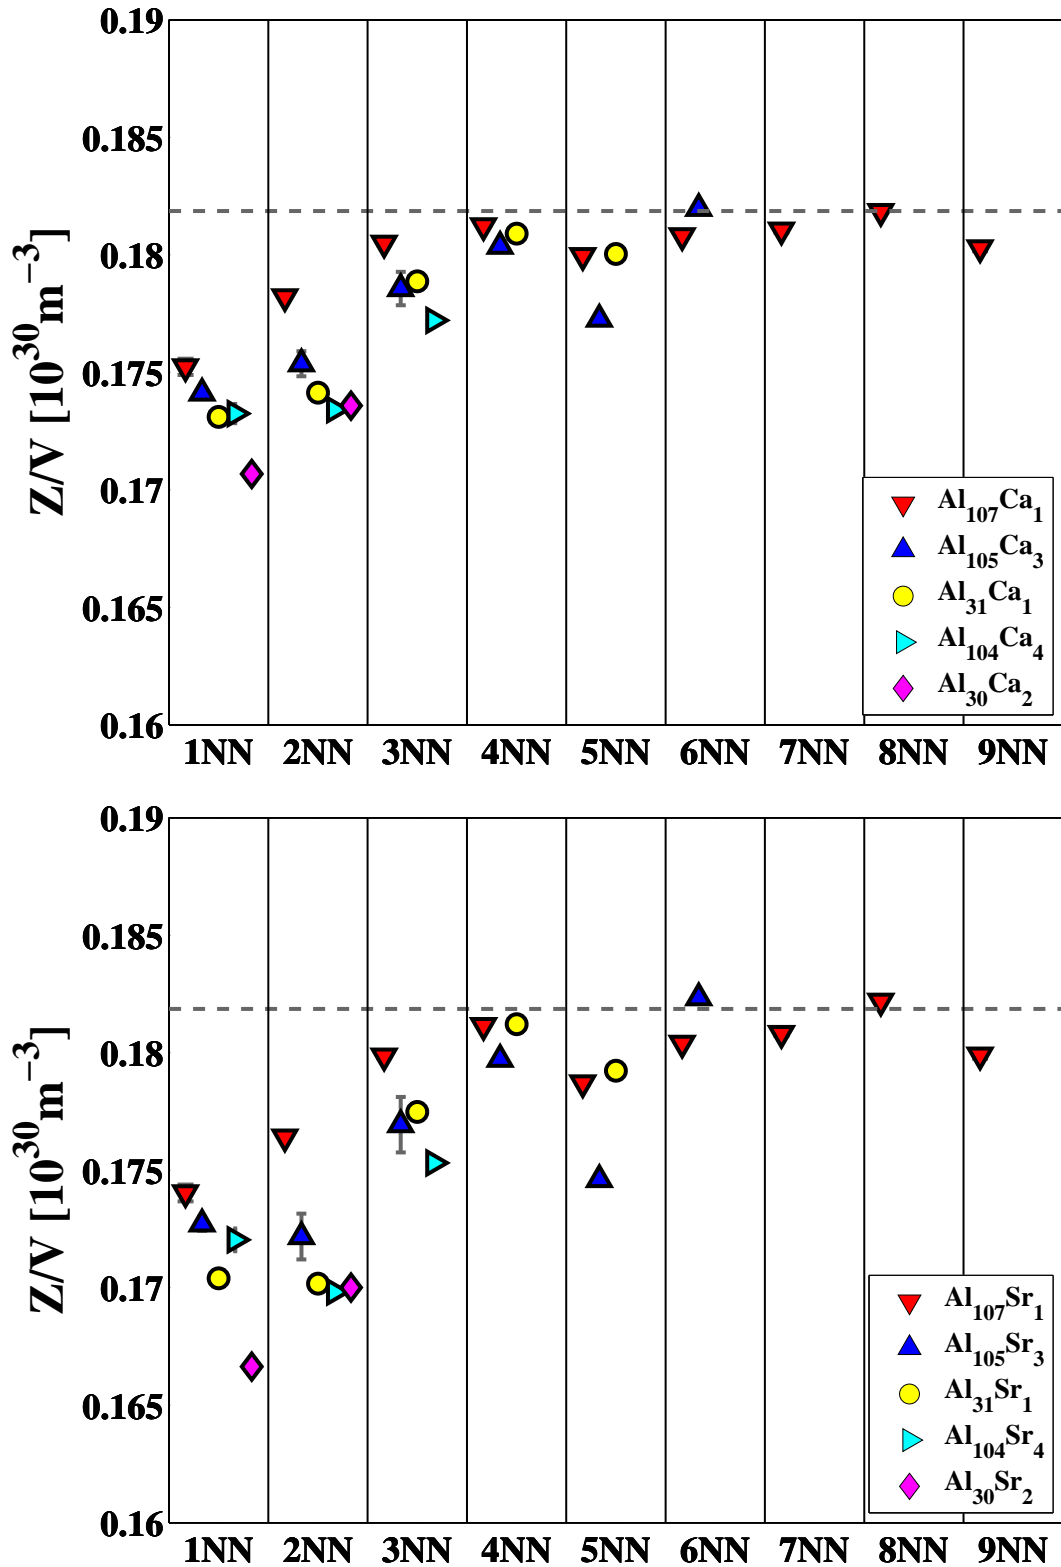 0.19
0.185
0.18
0.175
0.17
0.165
0.16
Z/V [10^30 m^−3]
1NN 2NN 3NN 4NN 5NN 6NN 7NN 8NN 9NN
Al107Ca1
Al105Ca3
Al31Ca1
Al104Ca4
Al30Ca2
0.19
0.185
0.18
0.175
0.17
0.165
0.16
Z/V [10^30 m^−3]
1NN 2NN 3NN 4NN 5NN 6NN 7NN 8NN 9NN
Al107Sr1
Al105Sr3
Al31Sr1
Al104Sr4
Al30Sr2